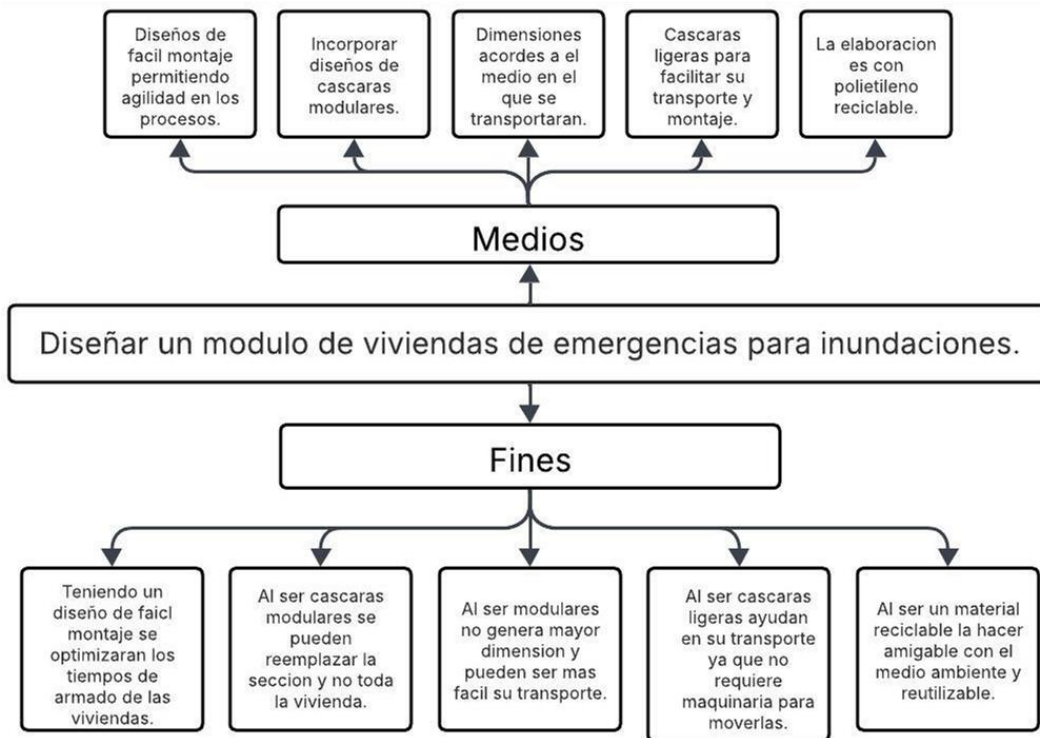 Diseños de
facil montaje
permitiendo
agilidad en los
procesos.
Incorporar
diseños de
cascaras
modulares.
Dimensiones
acordes a el
medio en el
que se
transportaran.
Cascaras
ligeras para
facilitar su
transporte y
montaje.
La elaboracion
es con
polietileno
reciclable.
Medios
Diseñar un modulo de viviendas de emergencias para inundaciones.
Fines
Teniendo un
diseño de faicl
montaje se
optimizaran los
tiempos de
armado de las
viviendas.
Al ser cascaras
modulares se
pueden
reemplazar la
seccion y no toda
la vivienda.
Al ser modulares
no genera mayor
dimension y
pueden ser mas
facil su transporte.
Al ser cascaras
ligeras ayudan
en su transporte
ya que no
requiere
maquinaria para
moverlas.
Al ser un material
reciclable la hacer
amigable con el
medio ambiente y
reutilizable.